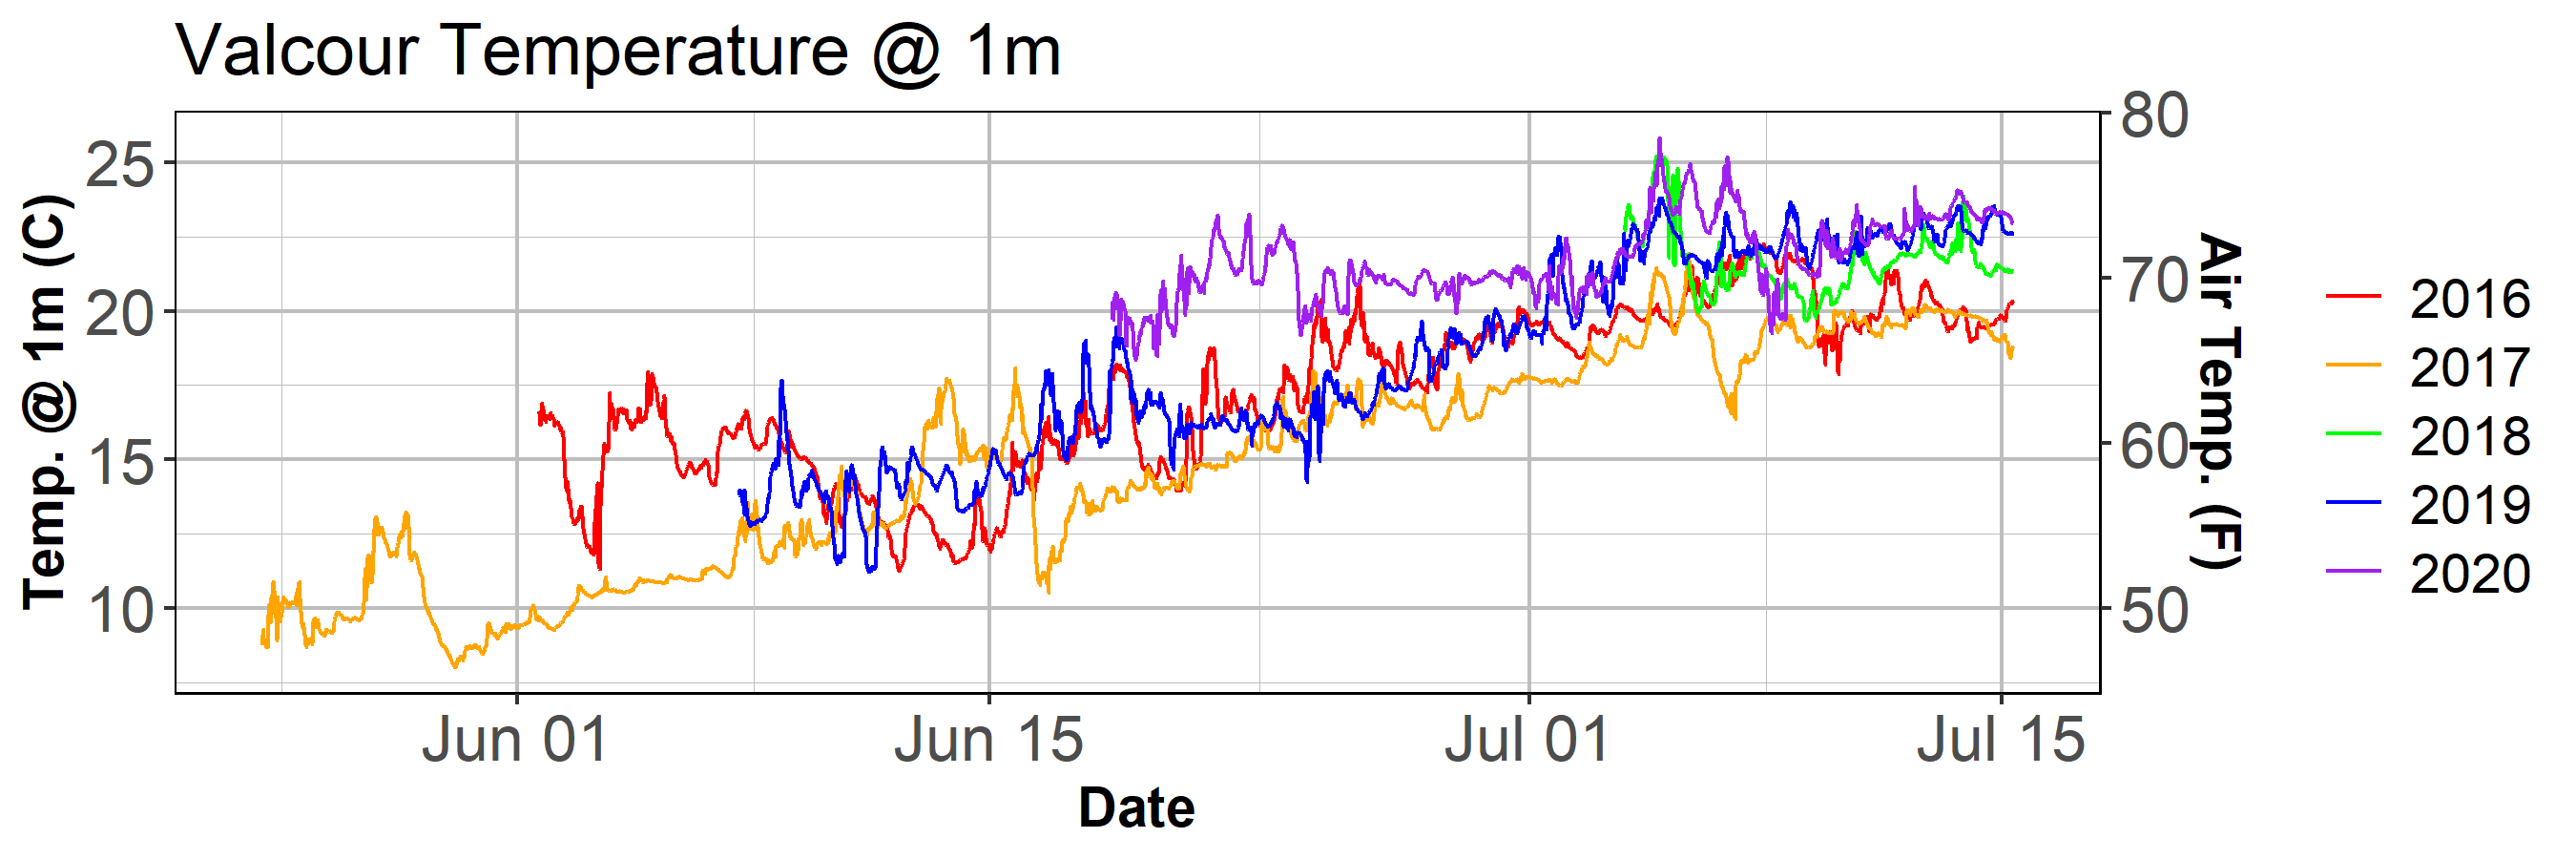 Valcour Temperature @ 1m
Temp. @ 1m (C)
25
20
15
10
80
70
60
50
Air Temp. (F)
Jun 01
Jun 15
Jul 01
Jul 15
Date
2016
2017
2018
2019
2020